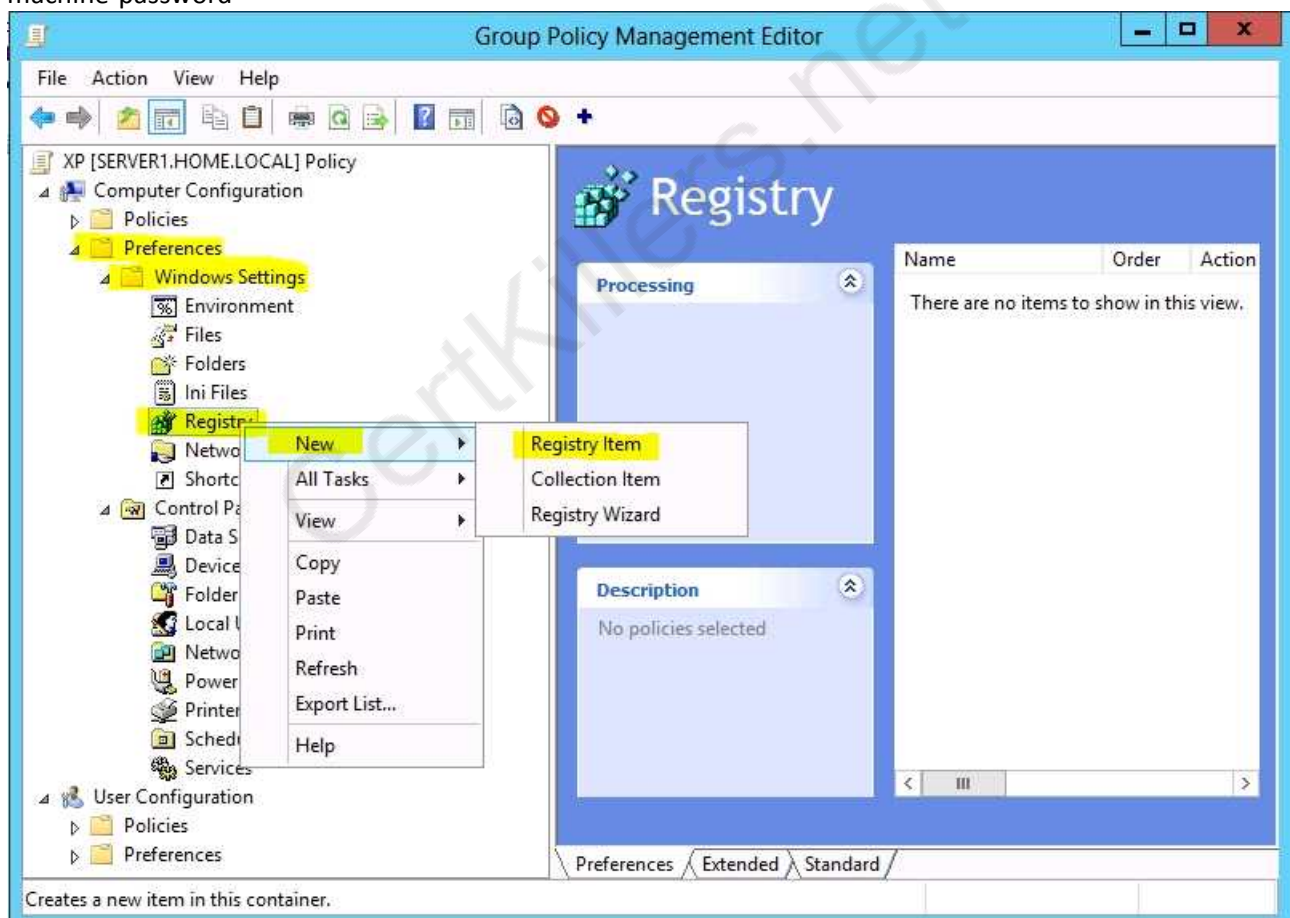 machine password
Group Policy Management Editor
File Action View Help
XP [SERVER1.HOME.LOCAL] Policy
Computer Configuration
Policies
Preferences
Windows Settings
Environment
Files
Folders
Ini Files
Registry
Netwo
Shortc
Control Pa
Data S
Device
Folder
Local U
Netwo
Power
Printer
Schedu
Services
User Configuration
Policies
Preferences
New
All Tasks
View
Copy
Paste
Print
Refresh
Export List...
Help
Registry Item
Collection Item
Registry Wizard
Registry
Processing
Description
No policies selected
Name Order Action
There are no items to show in this view.
Preferences Extended Standard
Creates a new item in this container.
CertKillers.net